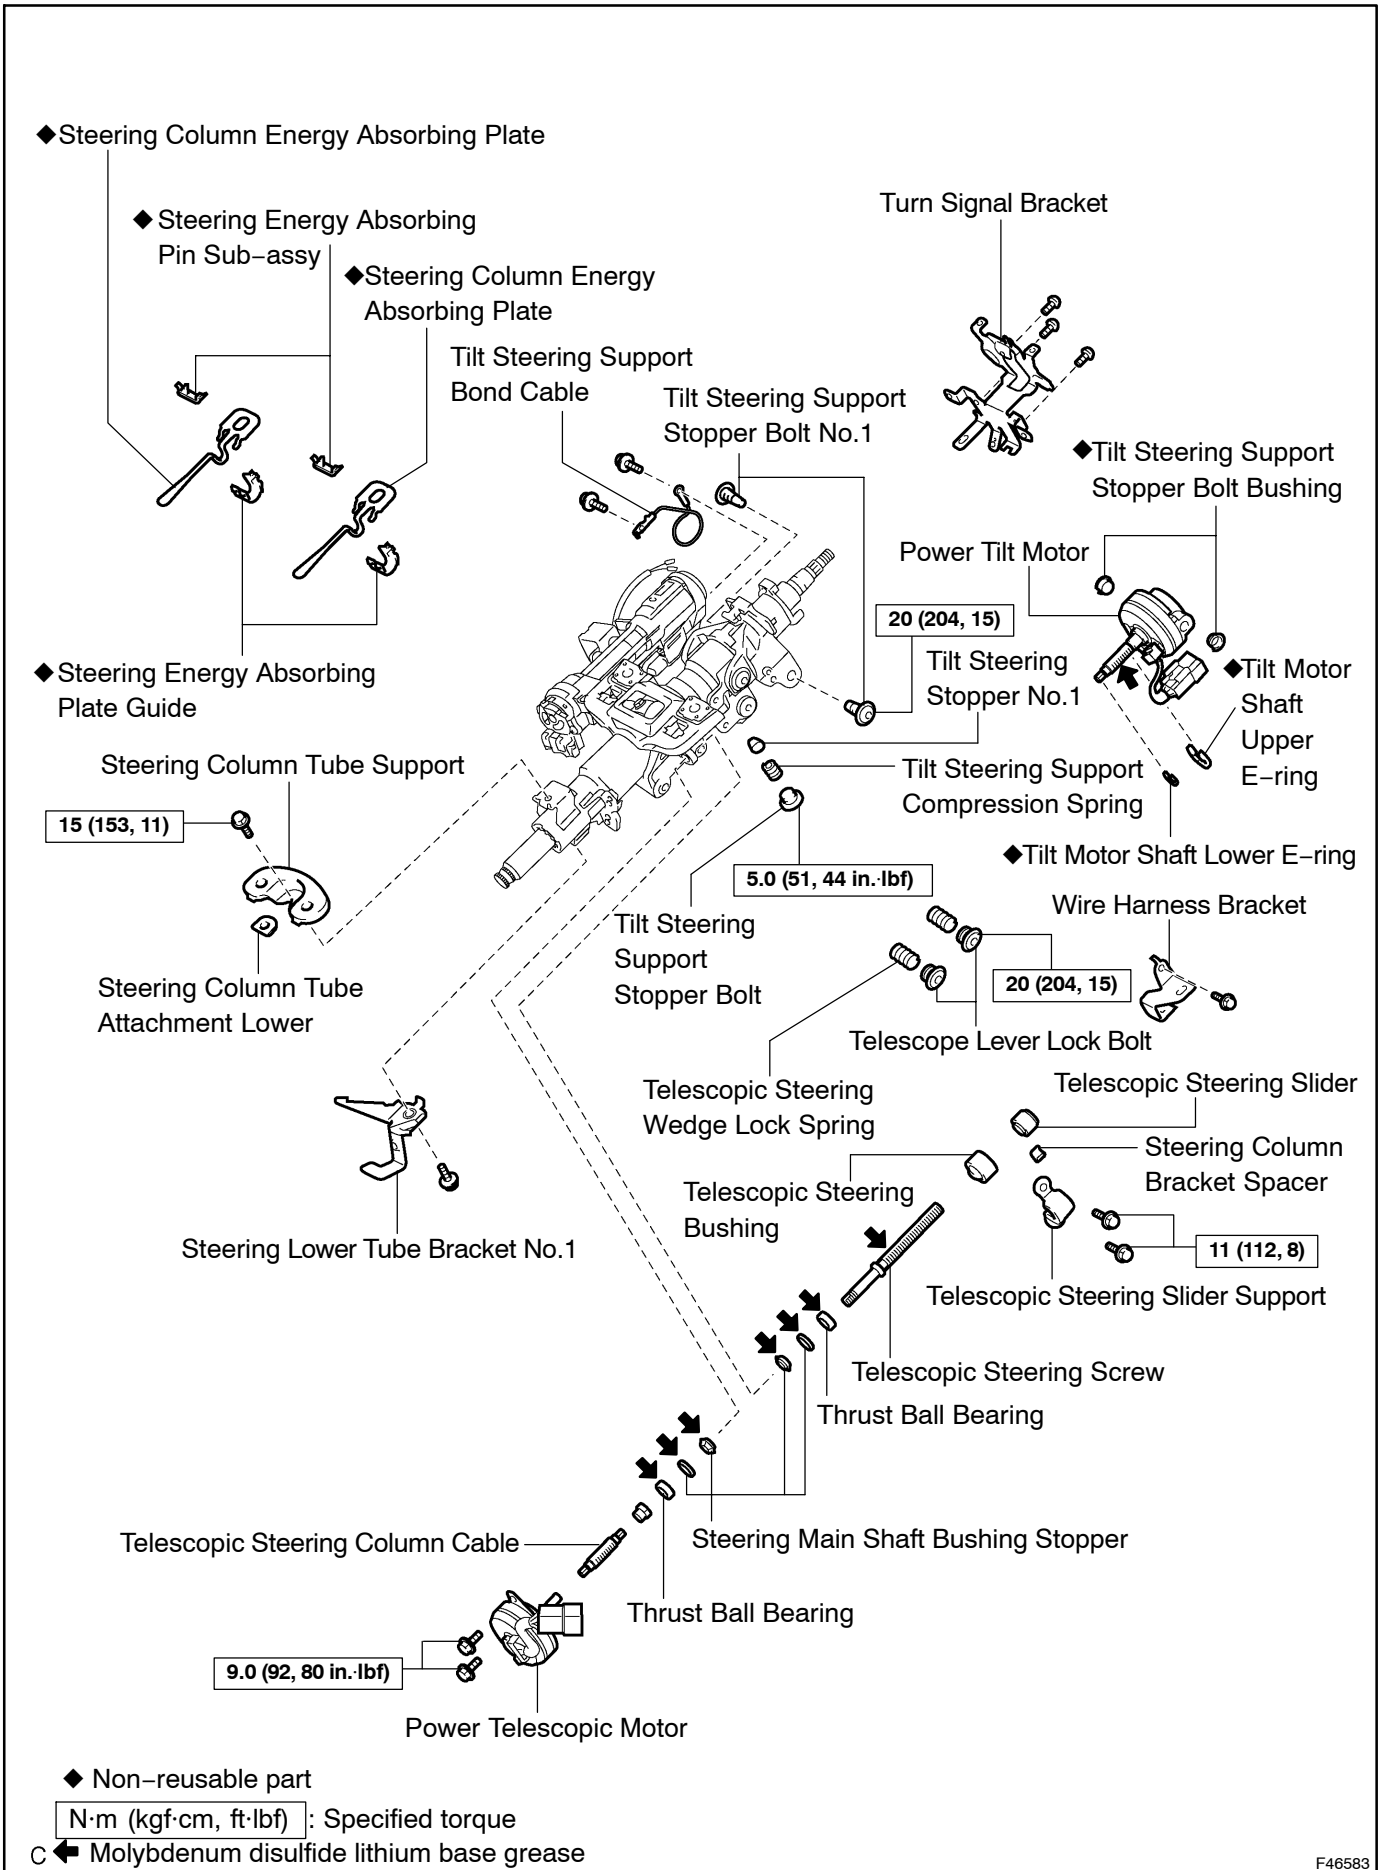 ◆Steering Column Energy Absorbing Plate
◆Steering Energy Absorbing
Pin Sub−assy
◆Steering Column Energy
Absorbing Plate
Turn Signal Bracket
Tilt Steering Support
Bond Cable
Tilt Steering Support
Stopper Bolt No.1
◆Tilt Steering Support
Stopper Bolt Bushing
Power Tilt Motor
20 (204, 15)
Tilt Steering
Stopper No.1
◆Tilt Motor
Shaft
Upper
E−ring
◆Steering Energy Absorbing
Plate Guide
Steering Column Tube Support
Tilt Steering Support
Compression Spring
15 (153, 11)
◆Tilt Motor Shaft Lower E−ring
5.0 (51, 44 in.·lbf)
Wire Harness Bracket
Tilt Steering
Support
Stopper Bolt
20 (204, 15)
Steering Column Tube
Attachment Lower
Telescope Lever Lock Bolt
Telescopic Steering
Wedge Lock Spring
Telescopic Steering Slider
Steering Column
Bracket Spacer
Telescopic Steering
Bushing
Steering Lower Tube Bracket No.1
11 (112, 8)
Telescopic Steering Slider Support
Telescopic Steering Screw
Thrust Ball Bearing
Telescopic Steering Column Cable
Steering Main Shaft Bushing Stopper
Thrust Ball Bearing
9.0 (92, 80 in.·lbf)
Power Telescopic Motor
◆ Non−reusable part
N·m (kgf·cm, ft·lbf) : Specified torque
C Molybdenum disulfide lithium base grease
F46583